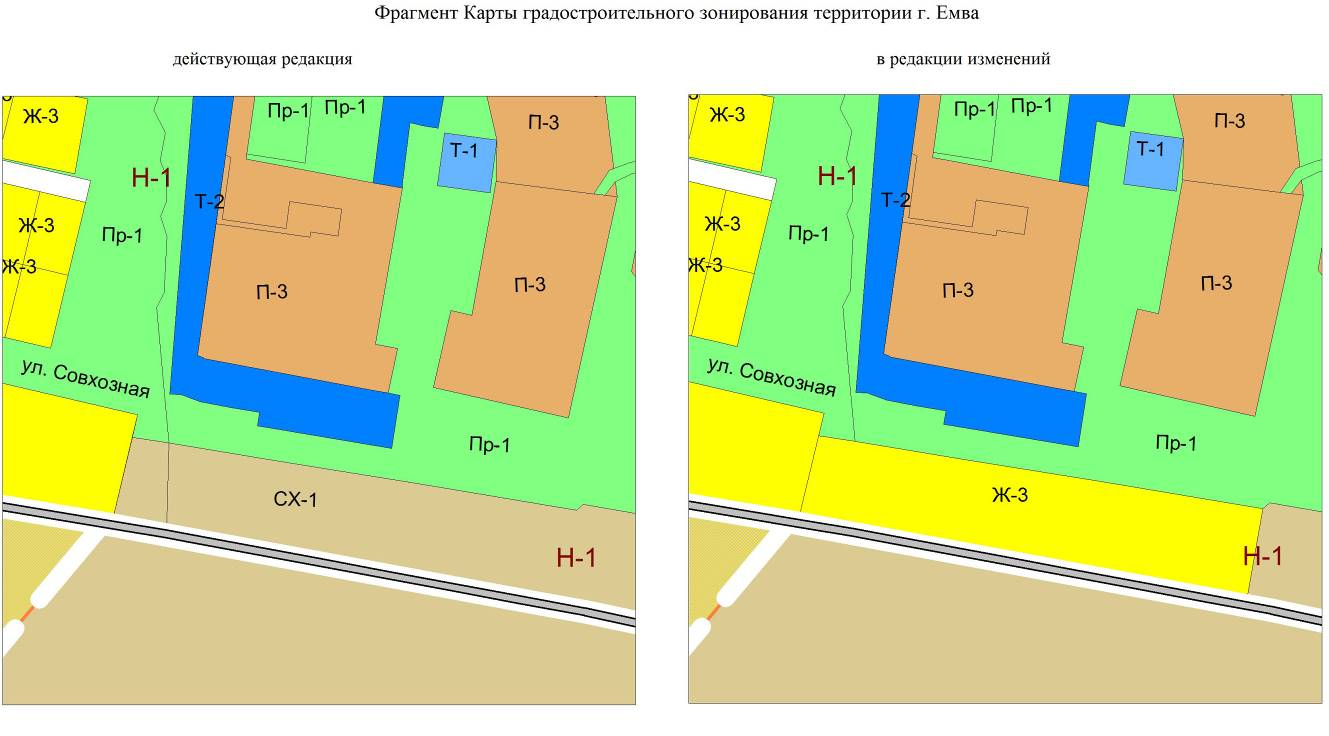 Фрагмент Карты градостроительного зонирования территории г. Емва
действующая редакция
Ж-3
Пр-1
Пр-1
П-3
Т-1
Н-1
Т-2
Ж-3
Пр-1
Ж-3
П-3
П-3
ул. Совхозная
Пр-1
СХ-1
Н-1
в редакции изменений
Ж-3
Пр-1
Пр-1
П-3
Т-1
Н-1
Т-2
Ж-3
Пр-1
Ж-3
П-3
П-3
ул. Совхозная
Пр-1
Ж-3
Н-1